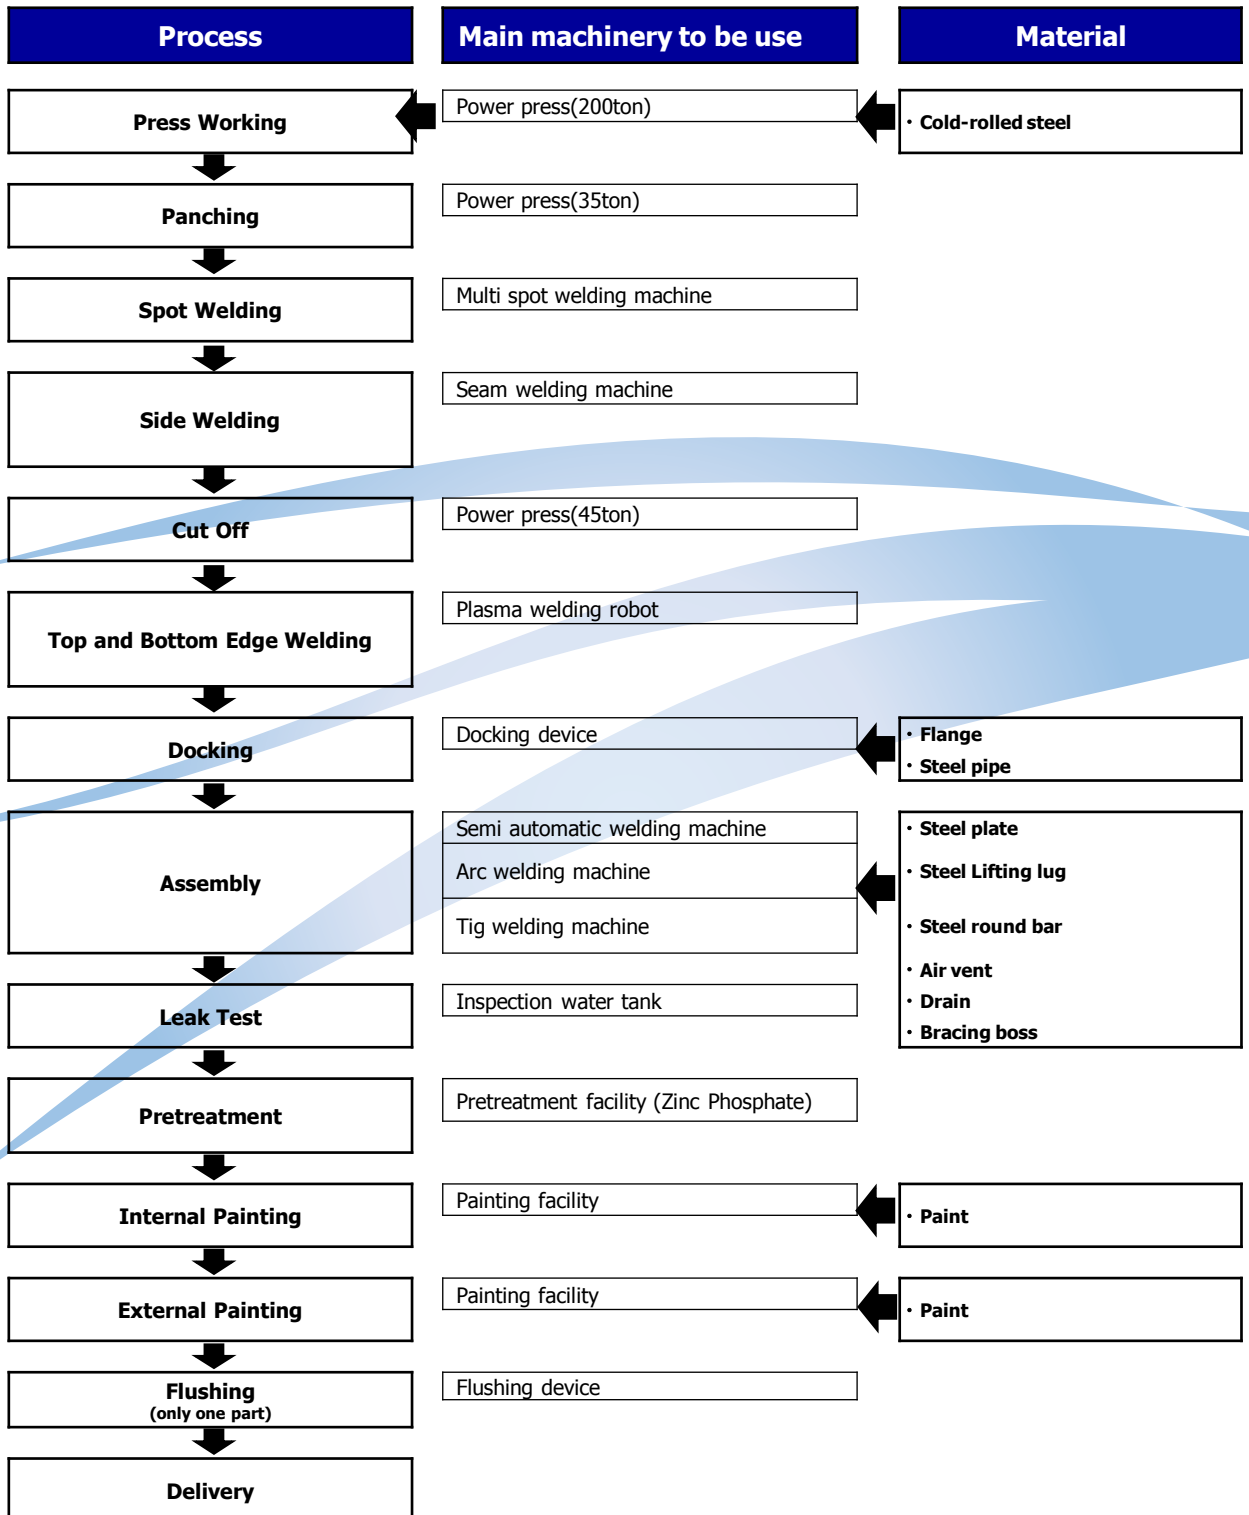 Process
Main machinery to be use
Material
Press Working
Power press(200ton)
· Cold-rolled steel
Panching
Power press(35ton)
Spot Welding
Multi spot welding machine
Side Welding
Seam welding machine
Cut Off
Power press(45ton)
Top and Bottom Edge Welding
Plasma welding robot
Docking
Docking device
· Flange
· Steel pipe
Assembly
Semi automatic welding machine
Arc welding machine
Tig welding machine
· Steel plate
· Steel Lifting lug
· Steel round bar
· Air vent
· Drain
· Bracing boss
Leak Test
Inspection water tank
Pretreatment
Pretreatment facility (Zinc Phosphate)
Internal Painting
Painting facility
· Paint
External Painting
Painting facility
· Paint
Flushing
(only one part)
Flushing device
Delivery